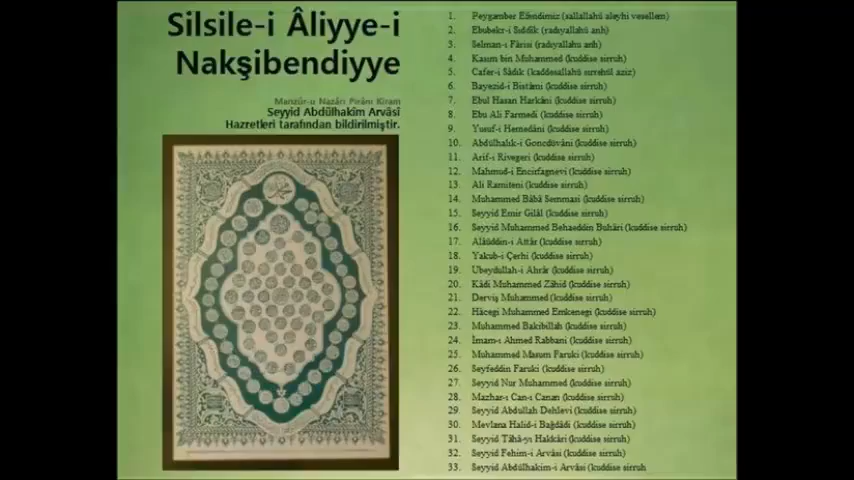 Silsile-i Âliyye-i
Nakşibendiyye
Manzûr-u Nazârı Pirânı Kiram
Seyyid Abdülhakîm Arvâsî
Hazretleri tarafından bildirilmiştir.
1. Peygamber Efendimiz (sallallahü aleyhi vesellem)
2. Ebubekr-i Sıddîk (radıyallahü anh)
3. Selman-ı Fârisi (radıyallahü anh)
4. Kasım bin Muhammed (kuddise sirruh)
5. Cafer-i Sâdık (kaddesallahü sırrehül aziz)
6. Bayezid-i Bistâmi (kuddise sirruh)
7. Ebul Hasan Harkâni (kuddise sirruh)
8. Ebu Ali Farmedi (kuddise sirruh)
9. Yusuf-i Hemedâni (kuddise sirruh)
10. Abdülhalık-i Goncdüvâni (kuddise sirruh)
11. Arif-i Rivegeri (kuddise sirruh)
12. Mahmud-i Encirfagnevi (kuddise sirruh)
13. Ali Ramiteni (kuddise sirruh)
14. Muhammed Bâbâ Semmasi (kuddise sirruh)
15. Seyyid Emir Gilâl (kuddise sirruh)
16. Seyyid Muhammed Behaeddin Buhâri (kuddise sirruh)
17. Alâüddin-i Attâr (kuddise sirruh)
18. Yakub-i Çerhi (kuddise sirruh)
19. Ubeydullah-i Ahrâr (kuddise sirruh)
20. Kâdî Muhammed Zâhid (kuddise sirruh)
21. Derviş Muhammed (kuddise sirruh)
22. Hâcegi Muhammed Emkenegi (kuddise sirruh)
23. Muhammed Bakibillah (kuddise sirruh)
24. İmam-ı Ahmed Rabbani (kuddise sirruh)
25. Muhammed Masum Faruki (kuddise sirruh)
26. Seyfeddin Faruki (kuddise sirruh)
27. Seyyid Nur Muhammed (kuddise sirruh)
28. Mazhar-ı Can-ı Canan (kuddise sirruh)
29. Seyyid Abdullah Dehlevi (kuddise sirruh)
30. Mevlana Halid-i Bağdâdi (kuddise sirruh)
31. Seyyid Tâhâ-yı Hakkâri (kuddise sirruh)
32. Seyyid Fehim-i Arvâsi (kuddise sirruh)
33. Seyyid Abdülhakim-i Arvâsi (kuddise sirruh